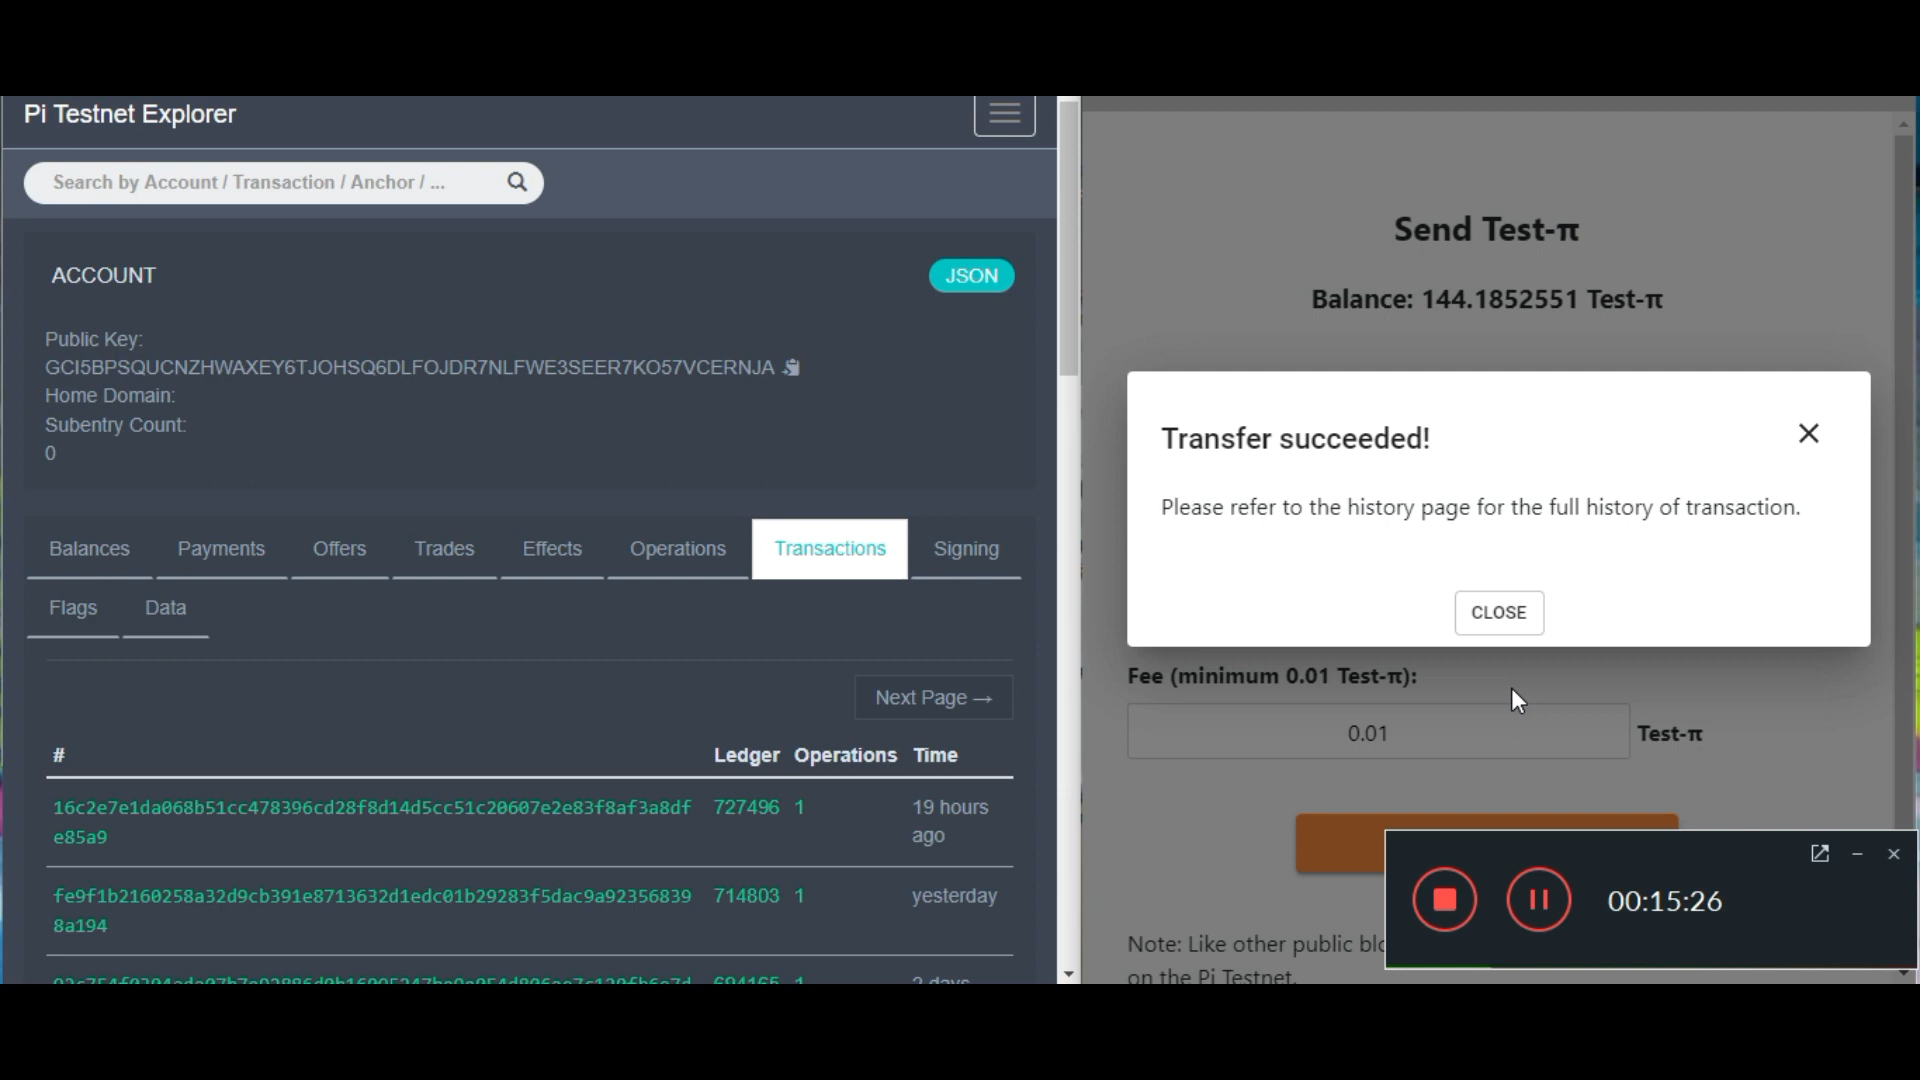 Pi Testnet Explorer
Search by Account / Transaction / Anchor / ...
ACCOUNT
JSON
Public Key:
GCI5BPSQUCNZHWAXEY6TJOHSQ6DLFOJDR7NLFWE3SEER7KO57VCERNJA
Home Domain:
Subentry Count:
0
Balances Payments Offers Trades Effects Operations Transactions Signing
Flags Data
Next Page →
# Ledger Operations Time
16c2e7e1da068b51cc478396cd28f8d14d5cc51c20607e2e83f8af3a8df 727496 1 19 hours
e85a9 ago
fe9f1b2160258a32d9cb391e8713632d1edc01b29283f5dac9a92356839 714803 1 yesterday
8a194
694165 1 2 days
Send Test-π
Balance: 144.1852551 Test-π
Transfer succeeded!
Please refer to the history page for the full history of transaction.
CLOSE
Fee (minimum 0.01 Test-π):
0.01 Test-π
00:15:26
Note: Like other public
on the Pi Testnet.